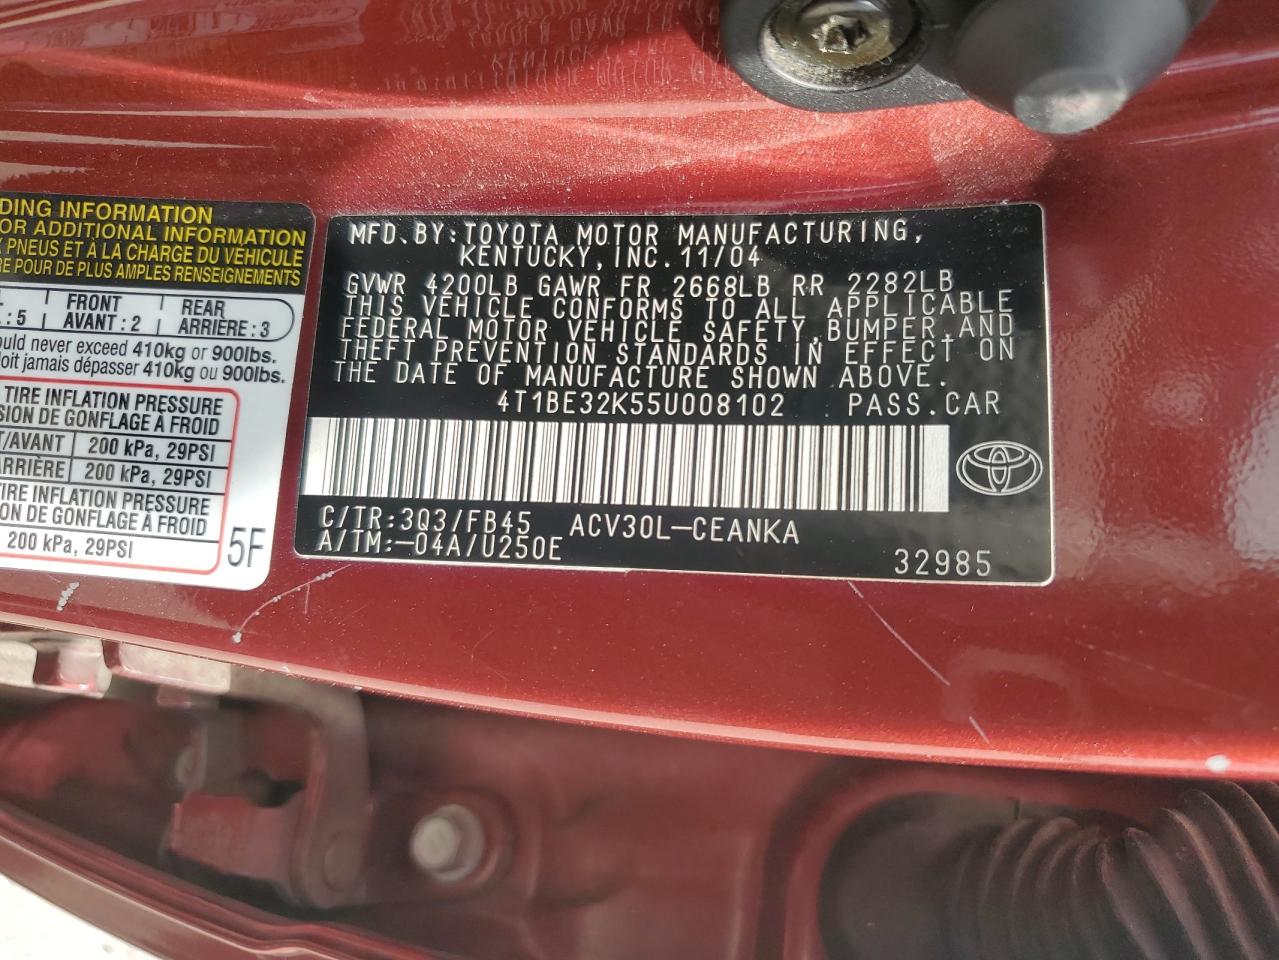 DING INFORMATION
OR ADDITIONAL INFORMATION
PNEUS ET À LA CHARGE DU VÉHICULE
RE POUR DE PLUS AMPLES RENSEIGNEMENTS
:5
FRONT
AVANT:2
REAR
ARRIÈRE:3
ould never exceed 410kg or 900lbs.
oit jamais dépasser 410kg ou 900lbs.
TIRE INFLATION PRESSURE
SSION DE GONFLAGE À FROID
T/AVANT 200 kPa, 29PSI
ARRIÈRE 200 kPa, 29PSI
TIRE INFLATION PRESSURE
DE GONFLAGE À FROID
200 kPa, 29PSI
5F
MFD.BY:TOYOTA MOTOR MANUFACTURING,
KENTUCKY,INC.11/04
GVWR 4200LB GAWR FR 2668LB RR 2282LB
THIS VEHICLE CONFORMS TO ALL APPLICABLE
FEDERAL MOTOR VEHICLE SAFETY,BUMPER,AND
THEFT PREVENTION STANDARDS IN EFFECT ON
THE DATE OF MANUFACTURE SHOWN ABOVE.
4T1BE32K55U008102 PASS.CAR
C/TR:3Q3/FB45 ACV30L-CEANKA
A/TM:-04A/U250E
32985